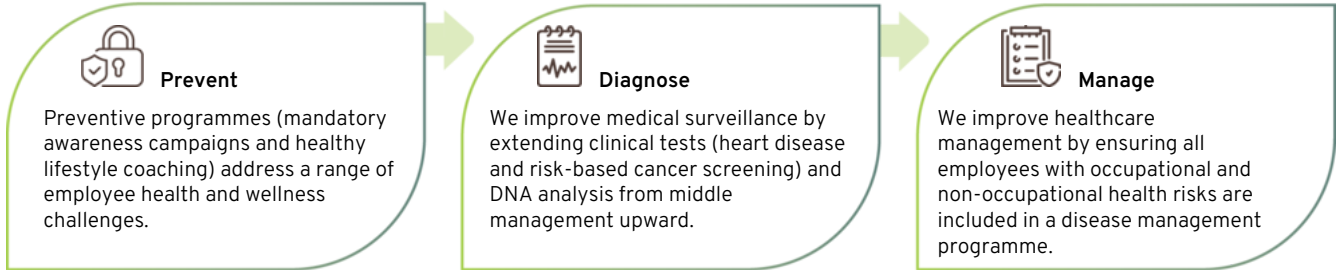 Prevent
Preventive programmes (mandatory
awareness campaigns and healthy
lifestyle coaching) address a range of
employee health and wellness
challenges.
Diagnose
We improve medical surveillance by
extending clinical tests (heart disease
and risk-based cancer screening) and
DNA analysis from middle
management upward.
Manage
We improve healthcare
management by ensuring all
employees with occupational and
non-occupational health risks are
included in a disease management
programme.